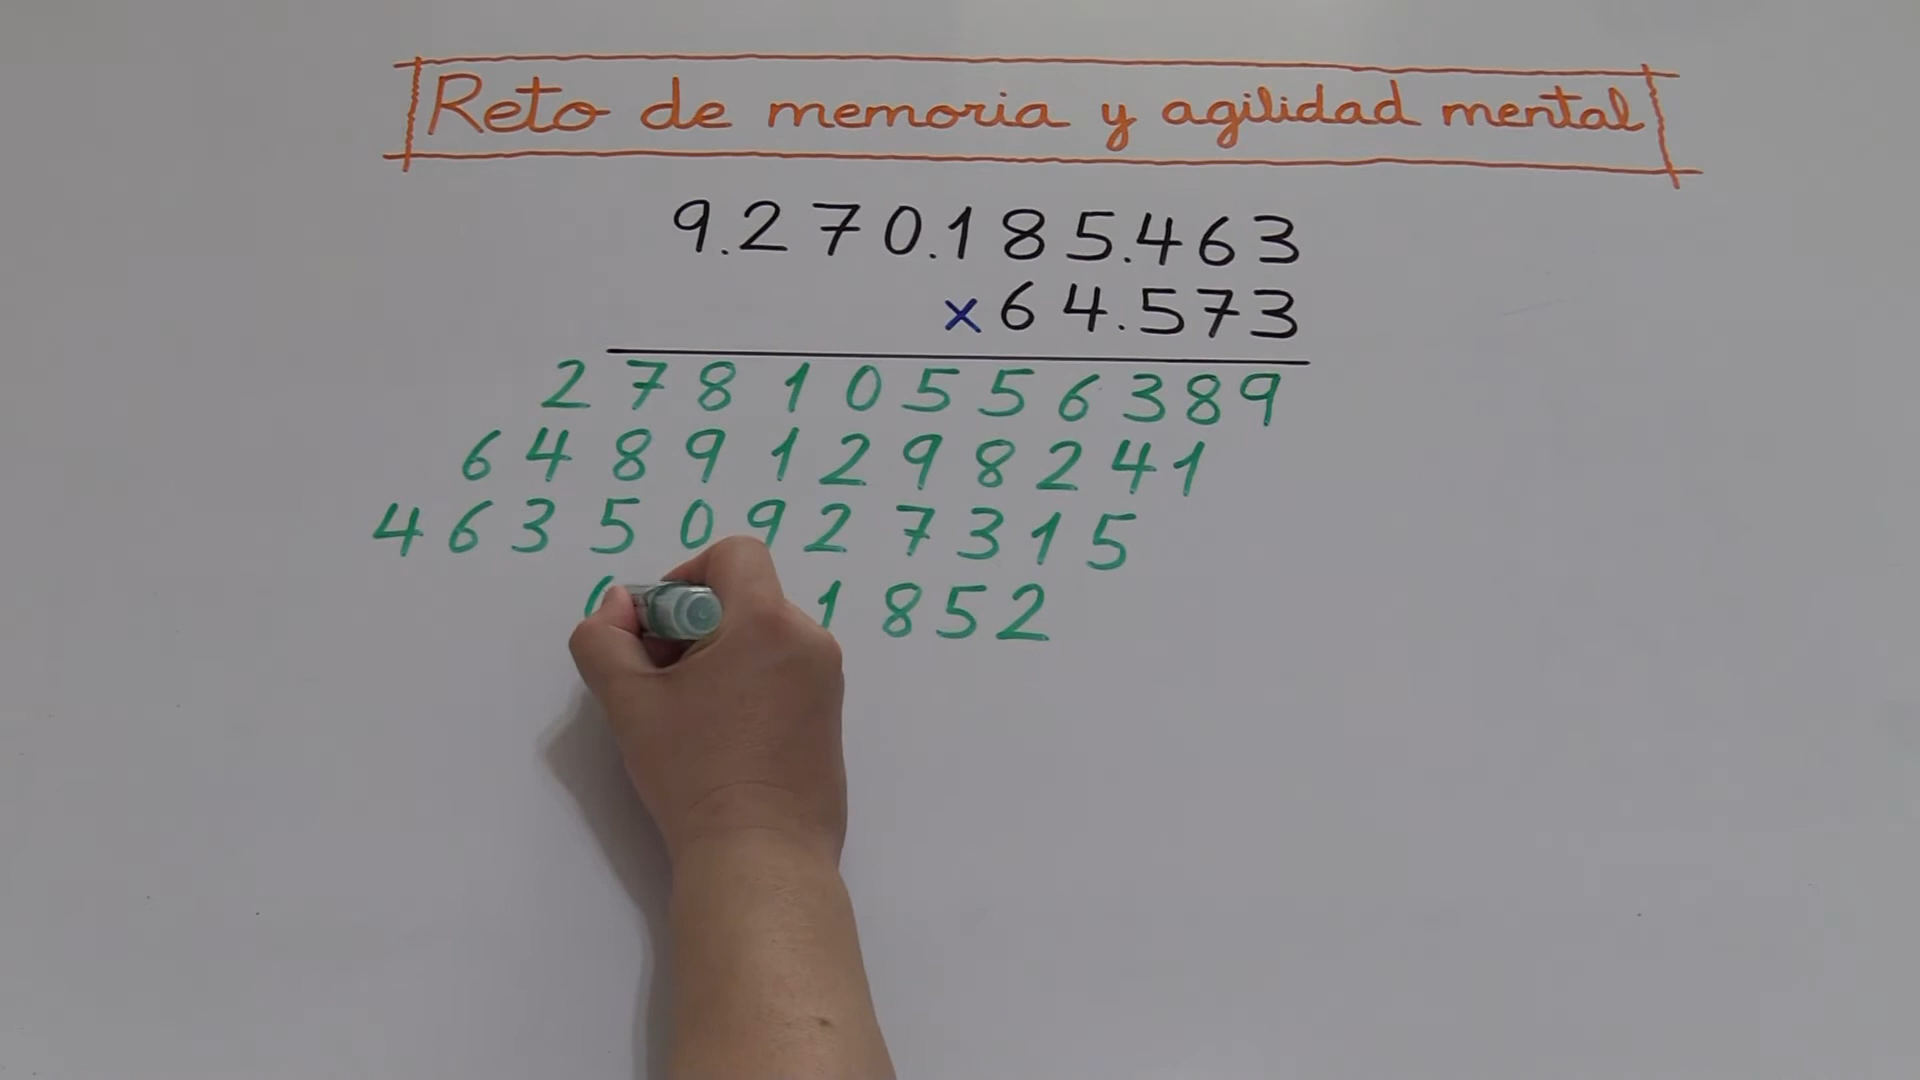 Reto de memoria y agilidad mental
9.270.185.463
x 64.573
27810556389
64891298241
46350927315
1852